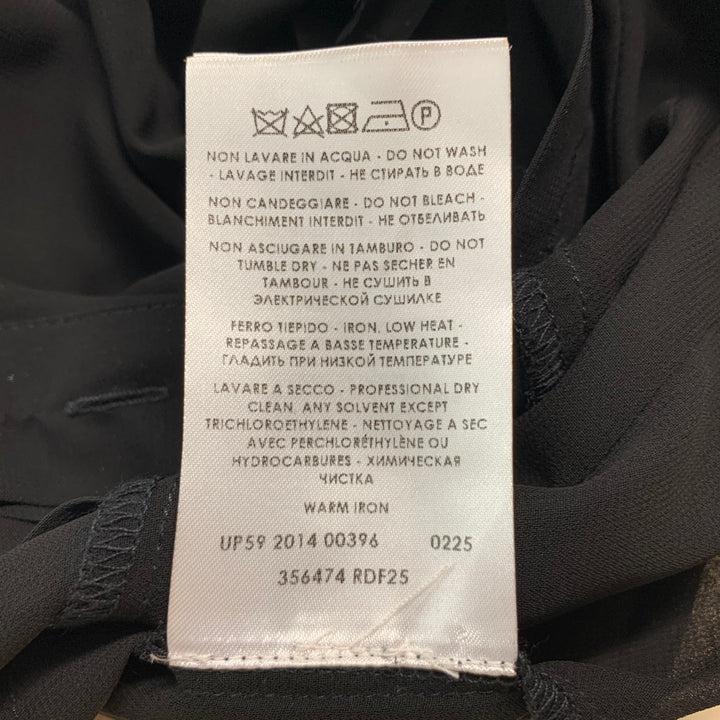 P
NON LAVARE IN ACQUA - DO NOT WASH
- LAVAGE INTERDIT - НЕ СТИРАТЬ В ВОДЕ
NON CANDEGGIARE - DO NOT BLEACH -
BLANCHIMENT INTERDIT - НЕ ОТБЕЛИВАТЬ
NON ASCIUGARE IN TAMBURO - DO NOT
TUMBLE DRY - NE PAS SECHER EN
TAMBOUR - НЕ СУШИТЬ В
ЭЛЕКТРИЧЕСКОЙ СУШИЛКЕ
FERRO TIEPIDO - IRON, LOW HEAT -
REPASSAGE A BASSE TEMPERATURE -
ГЛАДИТЬ ПРИ НИЗКОЙ ТЕМПЕРАТУРЕ
LAVARE A SECCO - PROFESSIONAL DRY
CLEAN, ANY SOLVENT EXCEPT
TRICHLOROETHYLENE - NETTOYAGE A SEC
AVEC PERCHLORÉTHYLÈNE OU
HYDROCARBURES - ХИМИЧЕСКАЯ
ЧИСТКА
WARM IRON
UP59 2014 00396 0225
356474 RDF25